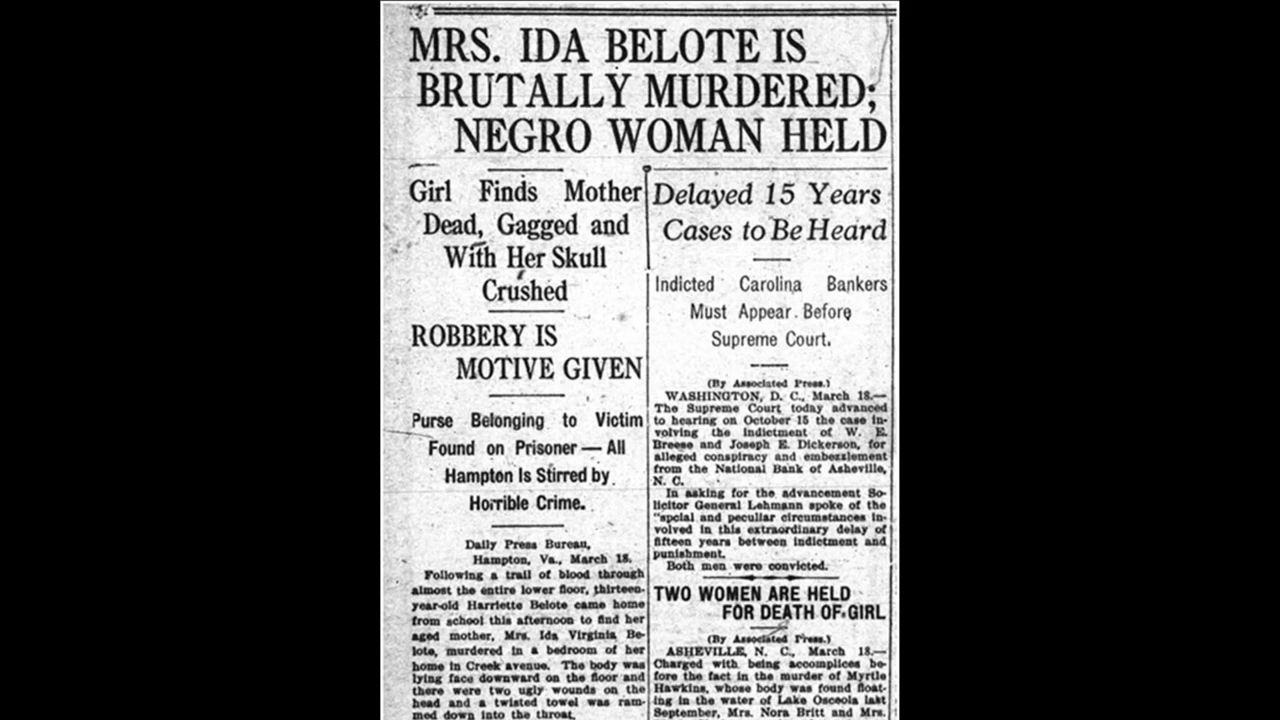 MRS. IDA BELOTE IS
BRUTALLY MURDERED;
NEGRO WOMAN HELD
Girl Finds Mother
Dead, Gagged and
With Her Skull
Crushed
ROBBERY IS
MOTIVE GIVEN
Purse Belonging to Victim
Found on Prisoner — All
Hampton Is Stirred by
Horrible Crime.
Daily Press Bureau,
Hampton, Va., March 18.
Following a trail of blood through
almost the entire lower floor, thirteen-
year-old Harriette Belote came home
from school this afternoon to find her
aged mother, Mrs. Ida Virginia Be-
lote, murdered in a bedroom of her
home in Creek avenue. The body was
lying face downward on the floor and
there were two ugly wounds on the
head and a twisted towel was ram-
med down into the throat.
Delayed 15 Years
Cases to Be Heard
Indicted Carolina Bankers
Must Appear Before
Supreme Court.
(By Associated Press.)
WASHINGTON, D. C., March 18.—
The Supreme Court today advanced
to hearing on October 15 the case in-
volving the indictment of W. E.
Breese and Joseph E. Dickerson, for
alleged conspiracy and embezzlement
from the National Bank of Asheville,
N. C.
In asking for the advancement So-
licitor General Lehmann spoke of the
"spcial and peculiar circumstances in-
volved in this extraordinary delay of
fifteen years between indictment and
punishment.
Both men were convicted.
TWO WOMEN ARE HELD
FOR DEATH OF GIRL
(By Associated Press.)
ASHEVILLE, N. C., March 18.—
Charged with being accomplices be-
fore the fact in the murder of Myrtle
Hawkins, whose body was found float-
ing in the water of Lake Osceola last
September, Mrs. Nora Britt and Mrs.